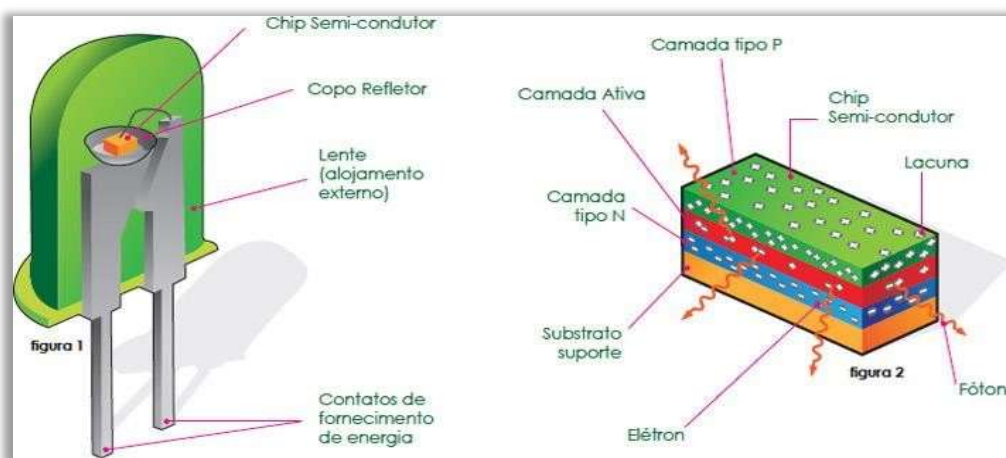 Chip Semi-condutor
Copo Refletor
Lente
(alojamento
externo)
figura 1
Contatos de
fornecimento
de energia
Camada tipo P
Camada Ativa
Chip
Semi-condutor
Lacuna
Camada
tipo N
Substrato
suporte
figura 2
Fóton
Elétron